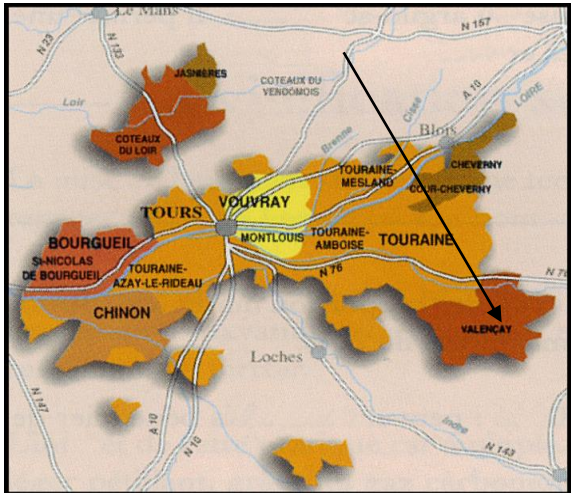 Le Mans
N 157
N 23
N 133
JASNIÈRES
COTEAUX DU
VENDOMOIS
A 10
LOIRE
Loir
Cisse
COTEAUX
DU LOIR
Brenne
Blois
CHEVERNY
TOURAINE-
MESLAND
COUR-CHEVERNY
VOUVRAY
TOURS
MONTLOUIS
TOURAINE-
AMBOISE
TOURAINE
BOURGUEIL
St-NICOLAS
DE BOURGUEIL
TOURAINE-
AZAY-LE-RIDEAU
N 76
N 76
CHINON
VALENÇAY
Loches
N 147
A 10
N 10
Indre
N 143